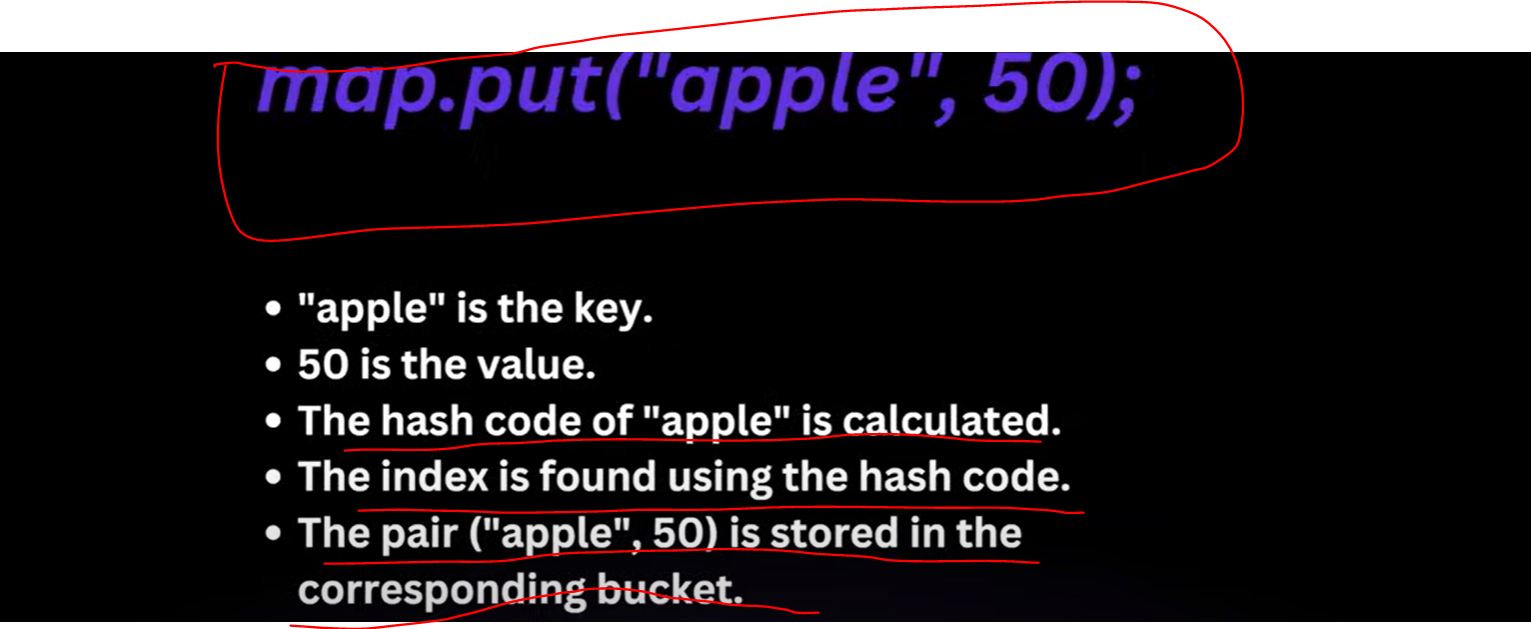 map.put("apple", 50);
• "apple" is the key.
• 50 is the value.
• The hash code of "apple" is calculated.
• The index is found using the hash code.
• The pair ("apple", 50) is stored in the
corresponding bucket.